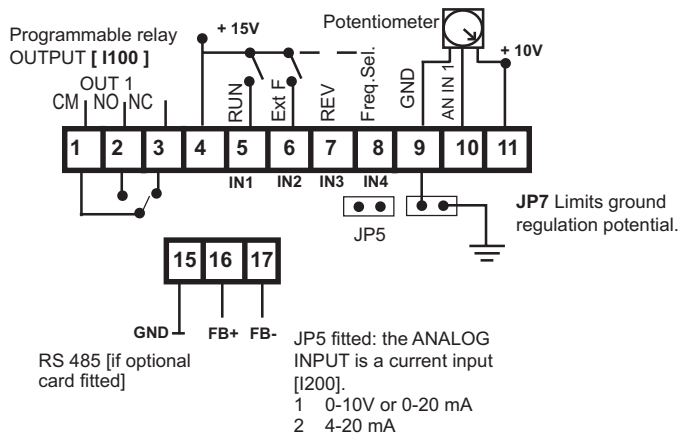 Programmable relay
OUTPUT [ I100 ]
OUT 1
CM NO NC
+ 15V
Potentiometer
+ 10V
RUN
Ext F
REV
Freq.Sel.
GND
AN IN 1
1 2 3 4 5 6 7 8 9 10 11
IN1 IN2 IN3 IN4
JP5
JP7 Limits ground
regulation potential.
15 16 17
GND FB+ FB-
RS 485 [if optional
card fitted]
JP5 fitted: the ANALOG
INPUT is a current input
[I200].
1 0-10V or 0-20 mA
2 4-20 mA